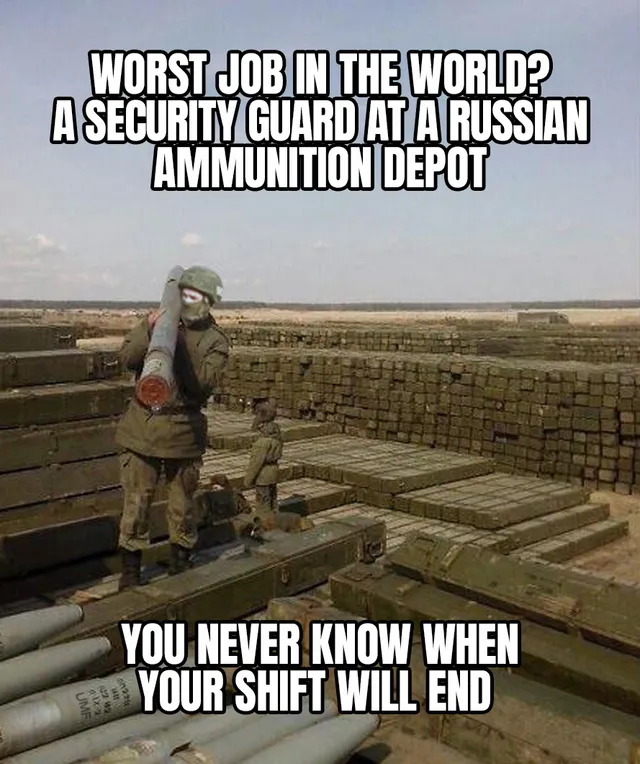 WORST JOB IN THE WORLD?
A SECURITY GUARD AT A RUSSIAN
AMMUNITION DEPOT
YOU NEVER KNOW WHEN
YOUR SHIFT WILL END